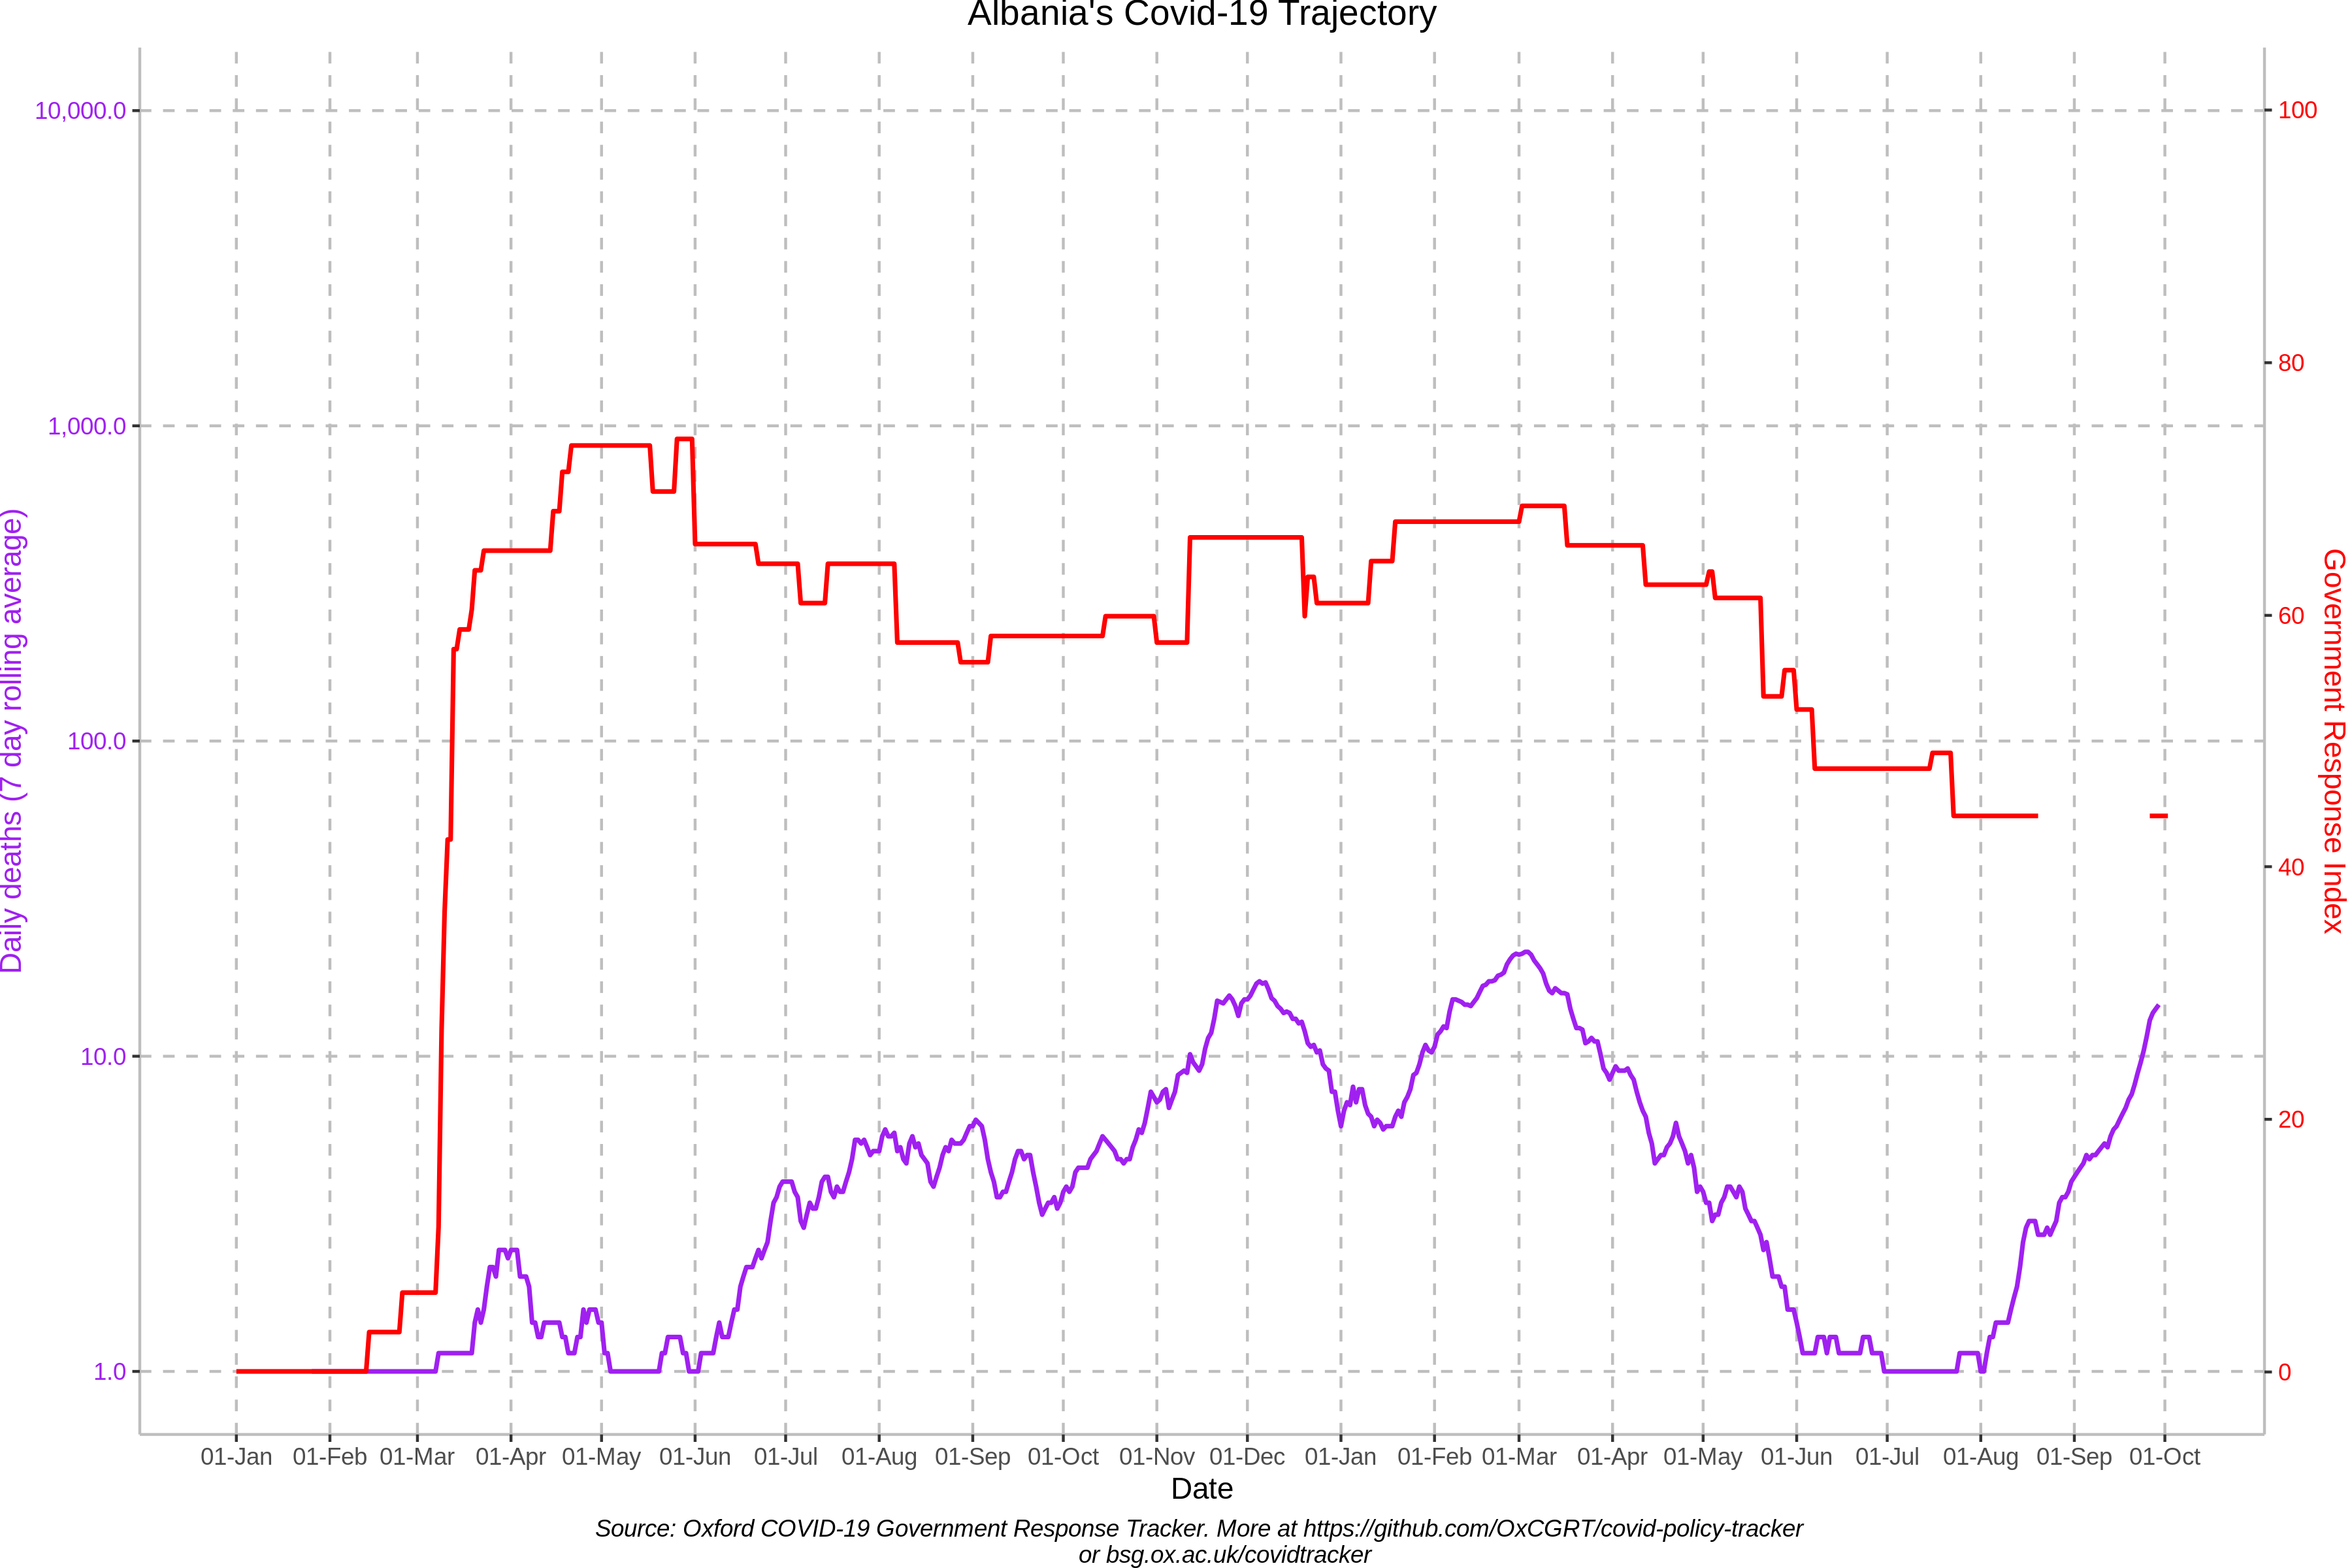 Albania's Covid-19 Trajectory
10,000.0
1,000.0
100.0
10.0
1.0
Daily deaths (7 day rolling average)
100
80
60
40
20
0
Government Response Index
01-Jan 01-Feb 01-Mar 01-Apr 01-May 01-Jun 01-Jul 01-Aug 01-Sep 01-Oct 01-Nov 01-Dec 01-Jan 01-Feb 01-Mar 01-Apr 01-May 01-Jun 01-Jul 01-Aug 01-Sep 01-Oct
Date
Source: Oxford COVID-19 Government Response Tracker. More at https://github.com/OxCGRT/covid-policy-tracker
or bsg.ox.ac.uk/covidtracker